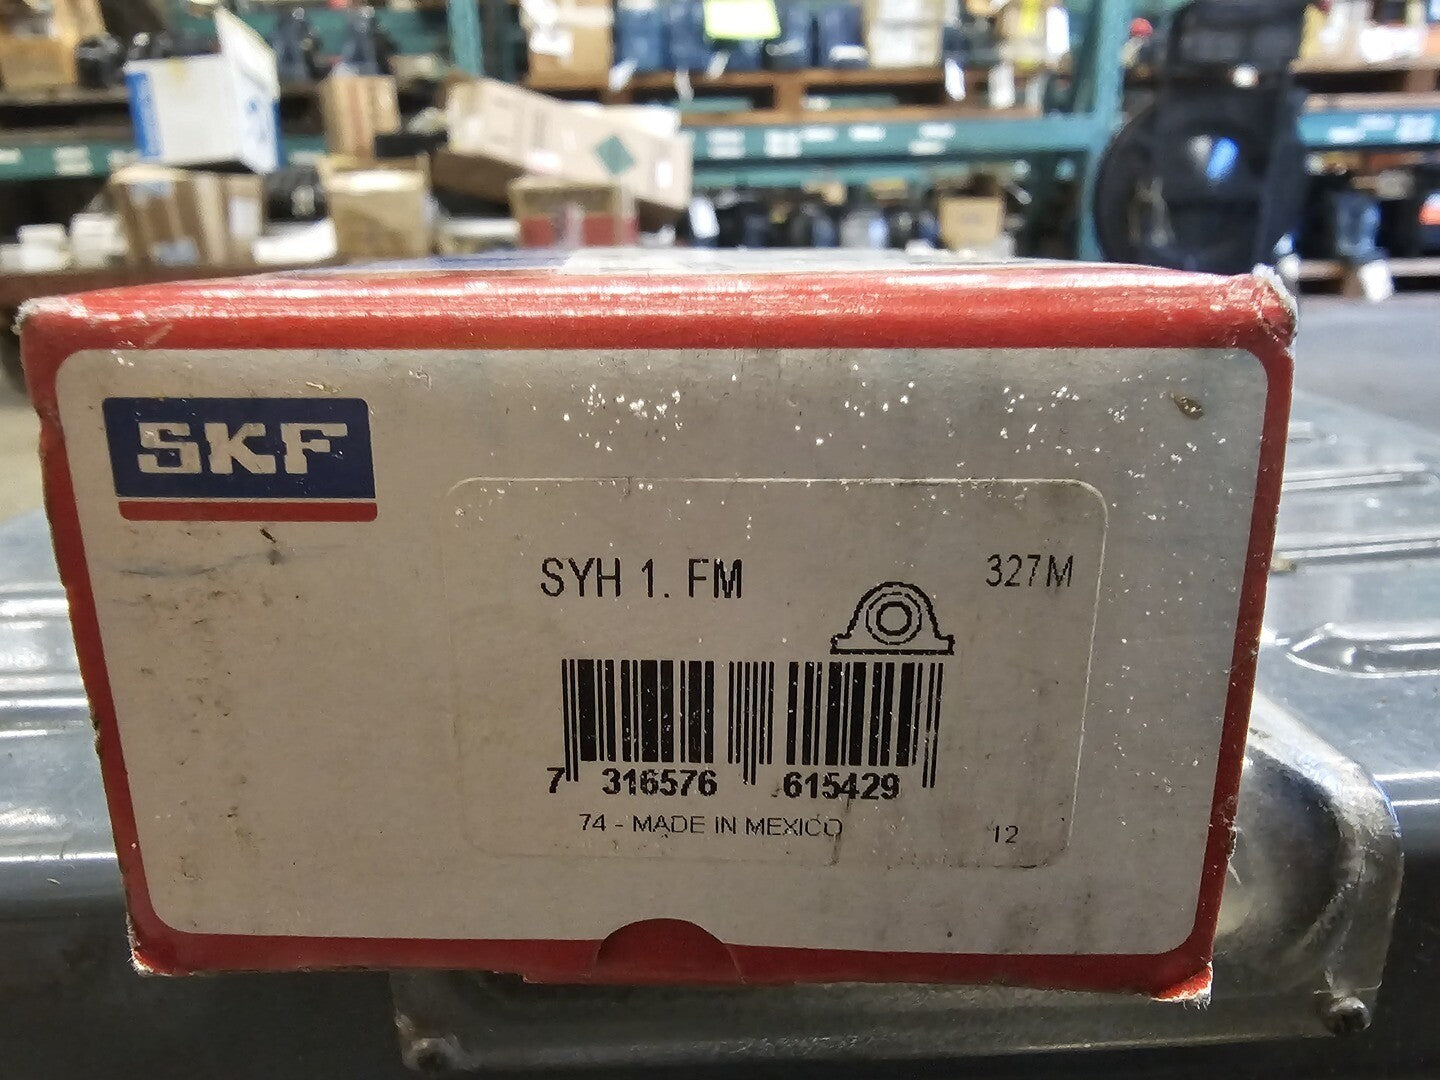 SKF
SYH 1. FM
327M
7 316576 615429
74 - MADE IN MEXICO
12